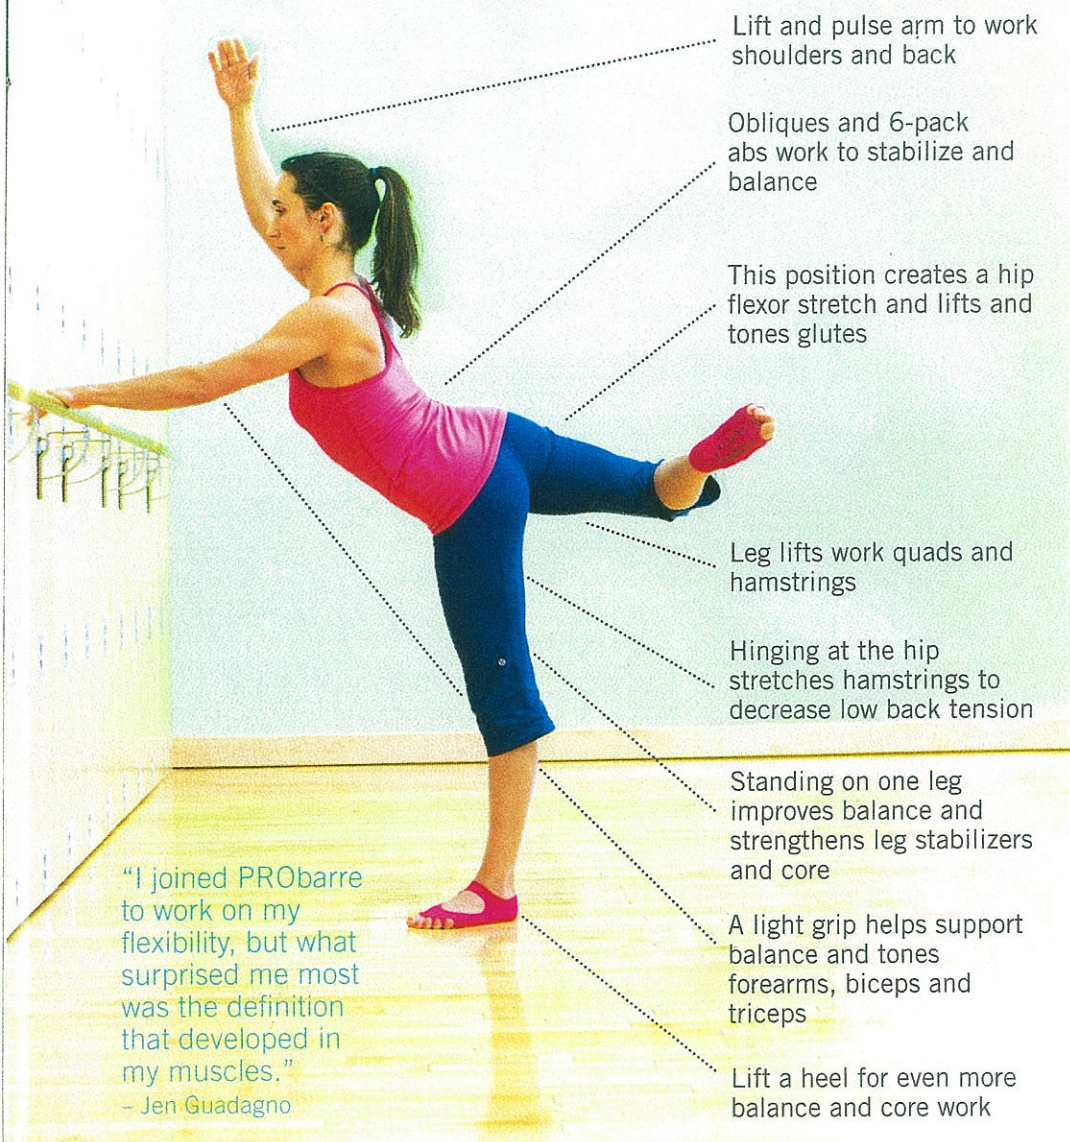 Lift and pulse arm to work
shoulders and back
Obliques and 6-pack
abs work to stabilize and
balance
This position creates a hip
flexor stretch and lifts and
tones glutes
Leg lifts work quads and
hamstrings
Hinging at the hip
stretches hamstrings to
decrease low back tension
Standing on one leg
improves balance and
strengthens leg stabilizers
and core
A light grip helps support
balance and tones
forearms, biceps and
triceps
Lift a heel for even more
balance and core work
“I joined PRObarre
to work on my
flexibility, but what
surprised me most
was the definition
that developed in
my muscles.”
– Jen Guadagno